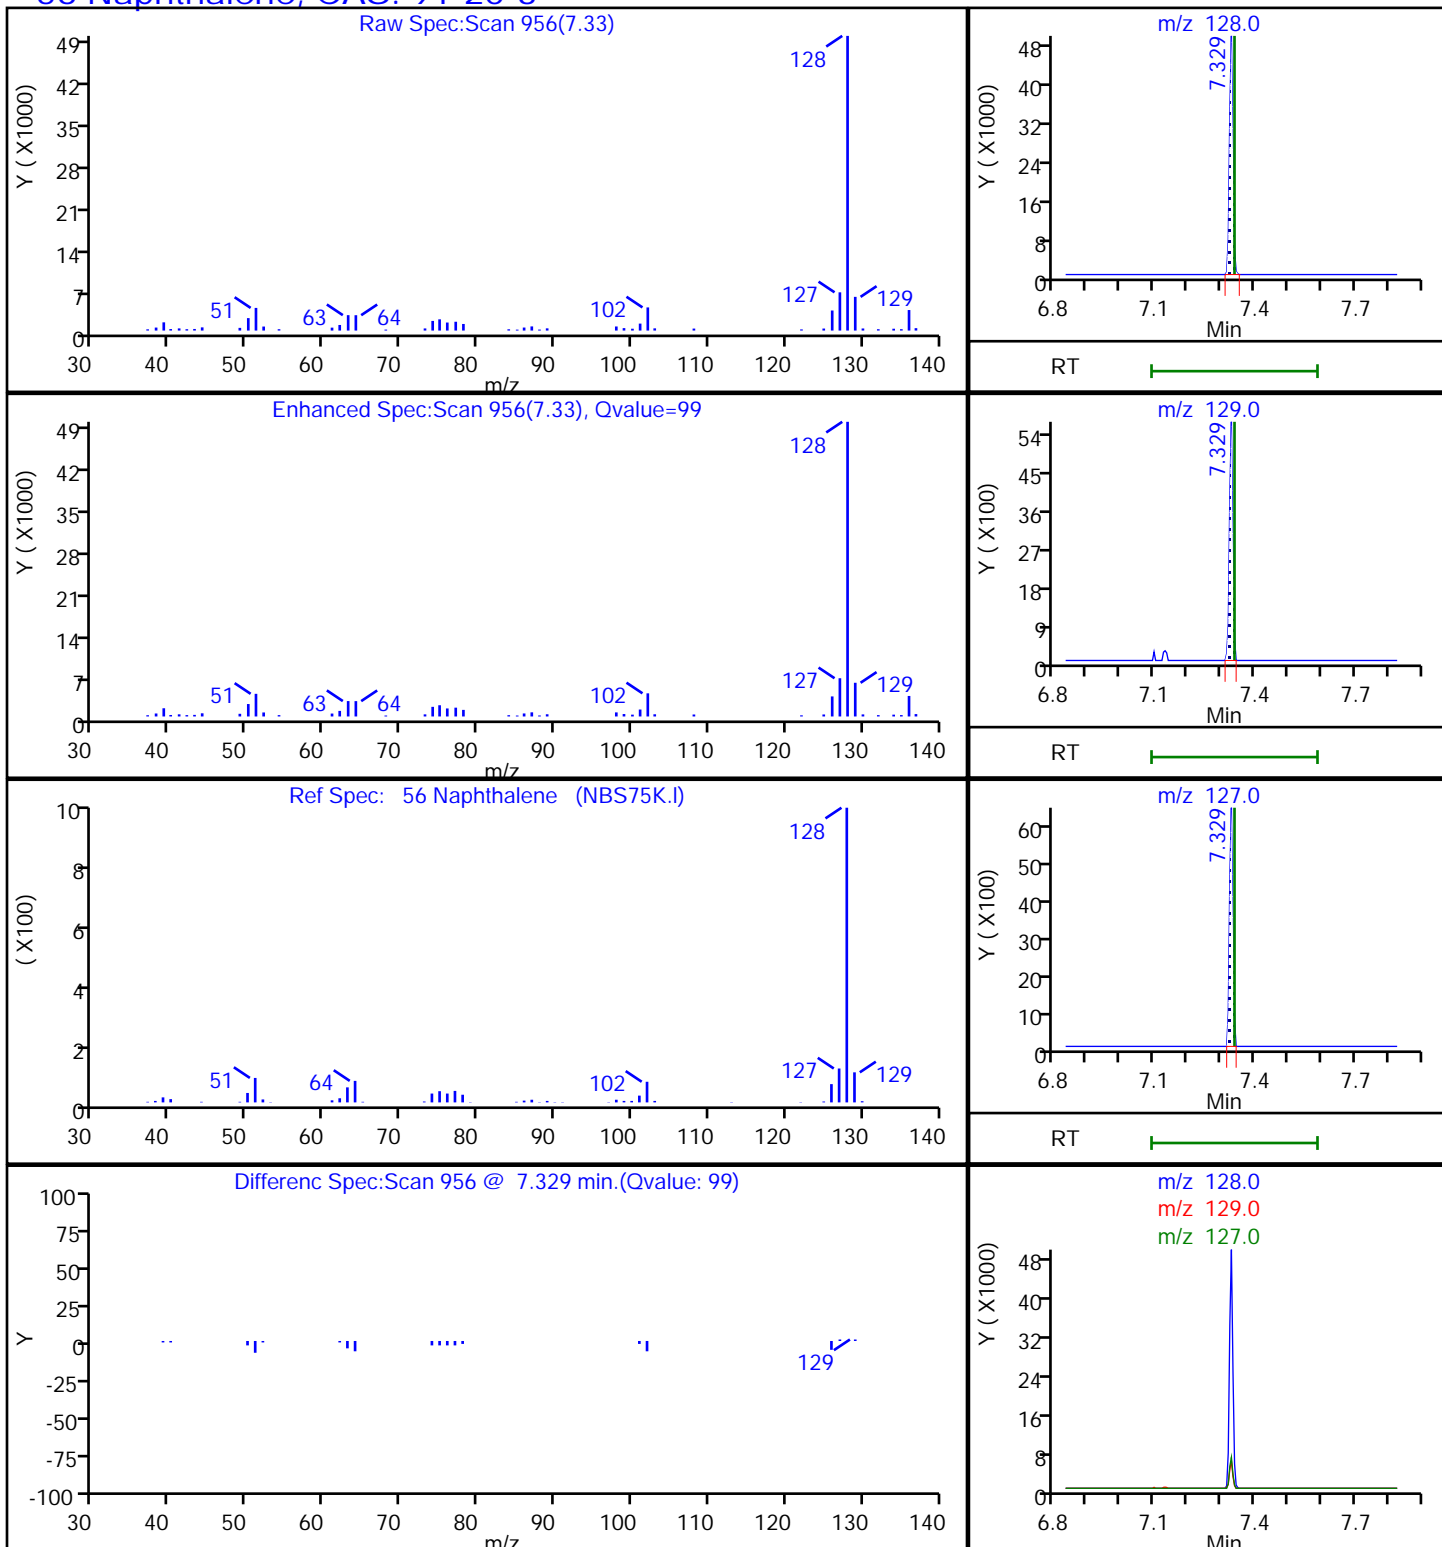 Raw Spec:Scan 956(7.33)
49
42
35
28
21
14
7
0
Y ( X1000)
128
51
63
64
102
127
129
30 40 50 60 70 80 90 100 110 120 130 140
m/z
m/z 128.0
48
40
32
24
16
8
0
Y ( X1000)
7.329
6.8 7.1 7.4 7.7
Min
RT
Enhanced Spec:Scan 956(7.33), Qvalue=99
49
42
35
28
21
14
7
0
Y ( X1000)
128
51
63
64
102
127
129
30 40 50 60 70 80 90 100 110 120 130 140
m/z
m/z 129.0
54
45
36
27
18
9
0
Y ( X100)
7.329
6.8 7.1 7.4 7.7
Min
RT
Ref Spec: 56 Naphthalene (NBS75K.l)
10
8
6
4
2
0
( X100)
128
51
64
102
127
129
30 40 50 60 70 80 90 100 110 120 130 140
m/z 127.0
60
50
40
30
20
10
0
Y ( X100)
7.329
6.8 7.1 7.4 7.7
Min
RT
Differenc Spec:Scan 956 @ 7.329 min.(Qvalue: 99)
100
75
50
25
0
-25
-50
-75
-100
Y
129
30 40 50 60 70 80 90 100 110 120 130 140
m/z
m/z 128.0
m/z 129.0
m/z 127.0
48
40
32
24
16
8
0
Y ( X1000)
6.8 7.1 7.4 7.7
Min